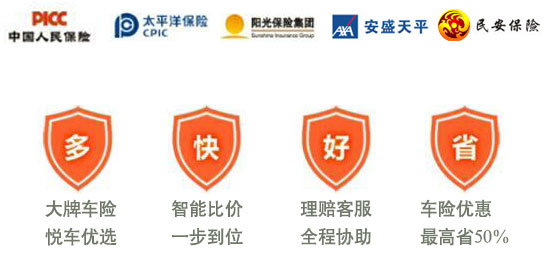 PICC
中国人民保险
太平洋保险
CPIC
阳光保险集团
Sunshine Insurance Group
AXA
安盛天平
民安保险
多
快
好
省
大牌车险
悦车优选
智能比价
一步到位
理赔客服
全程协助
车险优惠
最高省50%